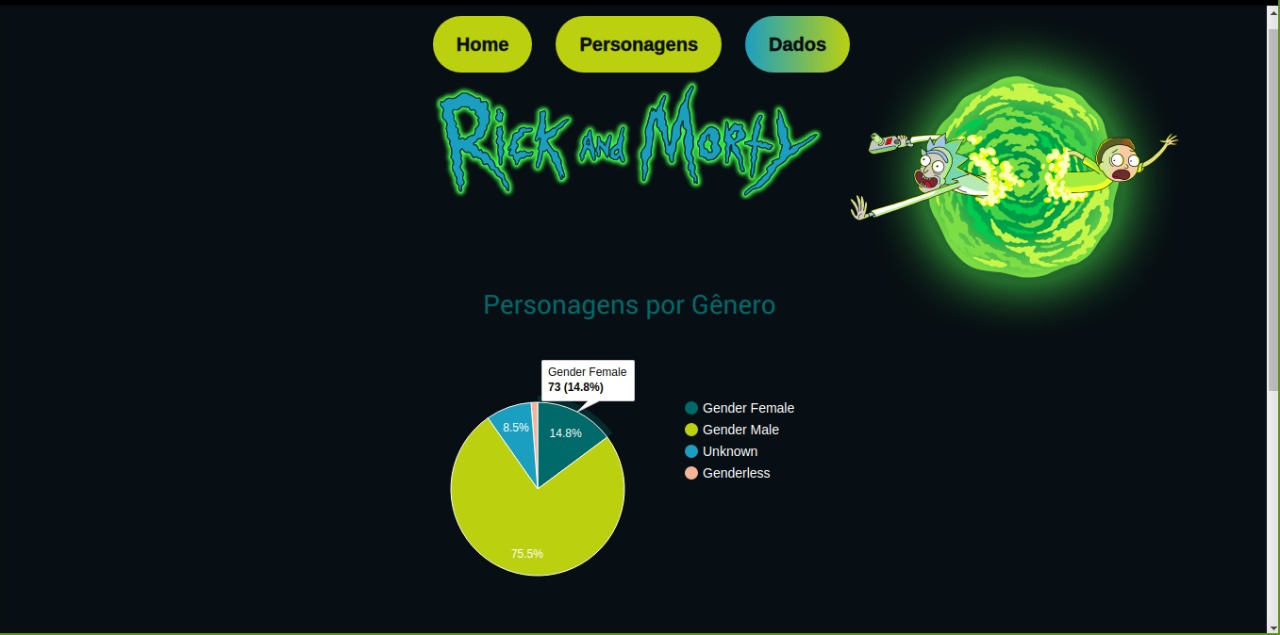 Home
Personagens
Dados
Rick and Morty
Personagens por Gênero
Gender Female
73 (14.8%)
8.5%
14.8%
75.5%
Gender Female
Gender Male
Unknown
Genderless